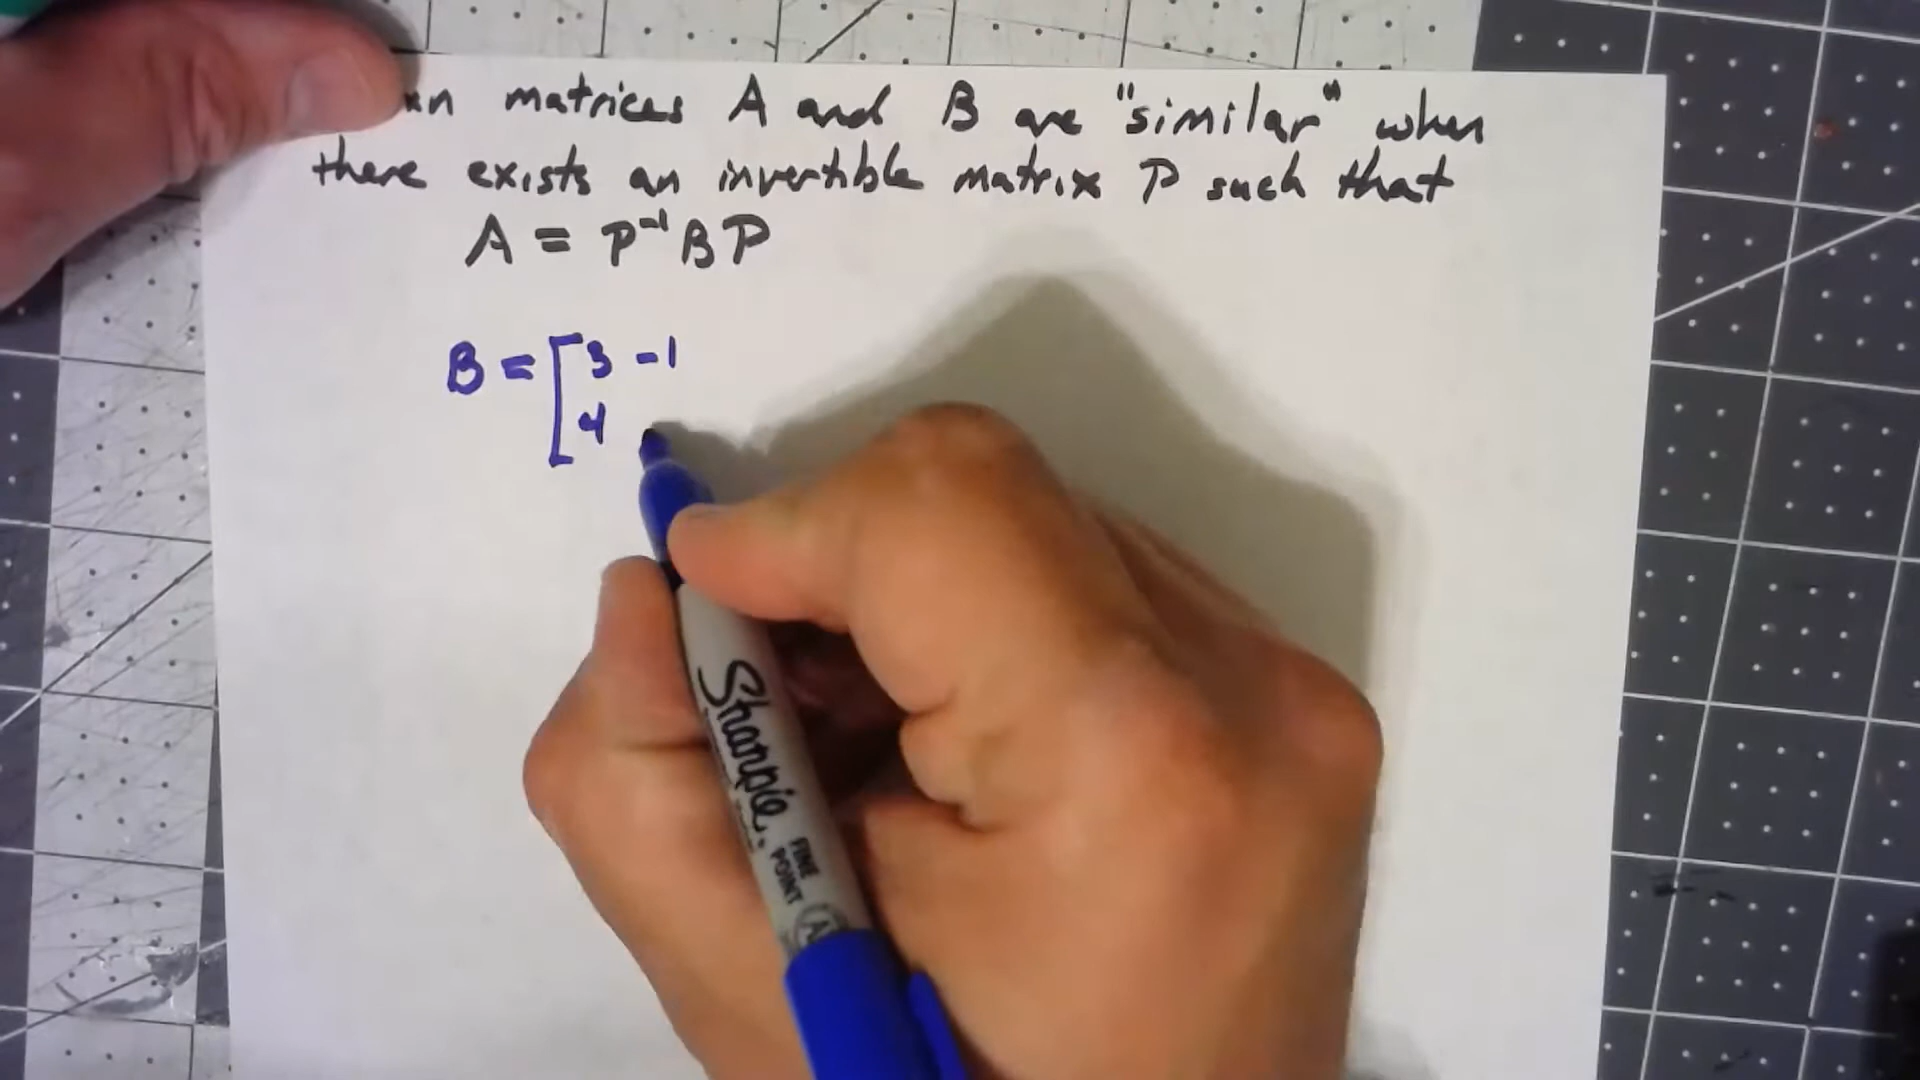 matrices A and B are "similar" when
there exists an invertible matrix P such that
A = P⁻¹BP
B = [3 -1
4
Sharpie.
FINE
POINT